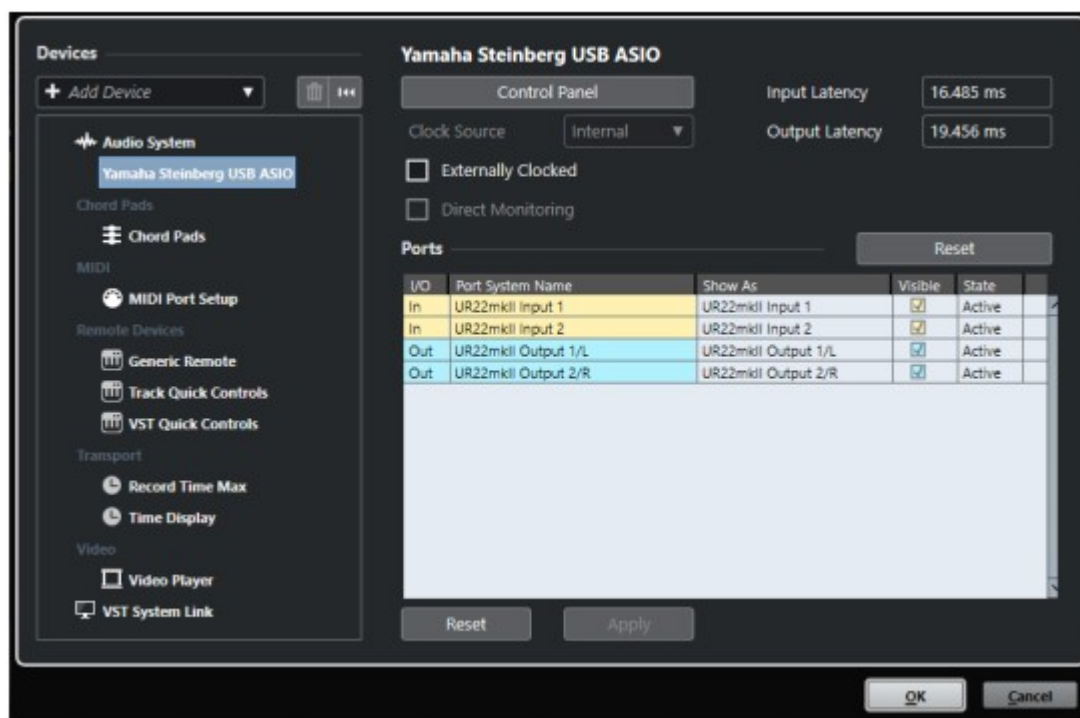 Devices
Add Device
Audio System
Yamaha Steinberg USB ASIO
Chord Pads
Chord Pads
MIDI
MIDI Port Setup
Remote Devices
Generic Remote
Track Quick Controls
VST Quick Controls
Transport
Record Time Max
Time Display
Video
Video Player
VST System Link
Yamaha Steinberg USB ASIO
Control Panel
Input Latency 16.485 ms
Clock Source Internal
Output Latency 19.456 ms
Externally Clocked
Direct Monitoring
Ports
Reset
I/O Port System Name Show As Visible State
In UR22mkII Input 1 UR22mkII Input 1 Active
In UR22mkII Input 2 UR22mkII Input 2 Active
Out UR22mkII Output 1/L UR22mkII Output 1/L Active
Out UR22mkII Output 2/R UR22mkII Output 2/R Active
Reset Apply
OK Cancel